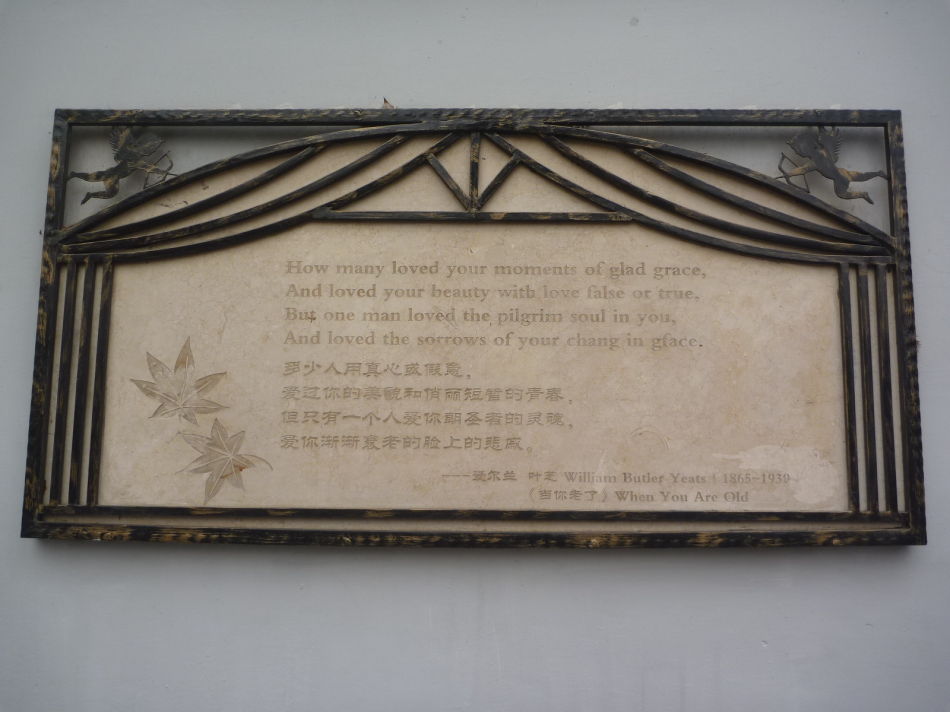 How many loved your moments of glad grace,
And loved your beauty with love false or true,
But one man loved the pilgrim soul in you,
And loved the sorrows of your chang in gface.
多少人用真心或假意,
爱过你的美貌和俏丽短暂的青春,
但只有一个人爱你朝圣者的灵魂,
爱你渐渐衰老的脸上的悲戚。
----爱尔兰 叶芝 William Butler Yeats ( 1865-1939
《当你老了》When You Are Old